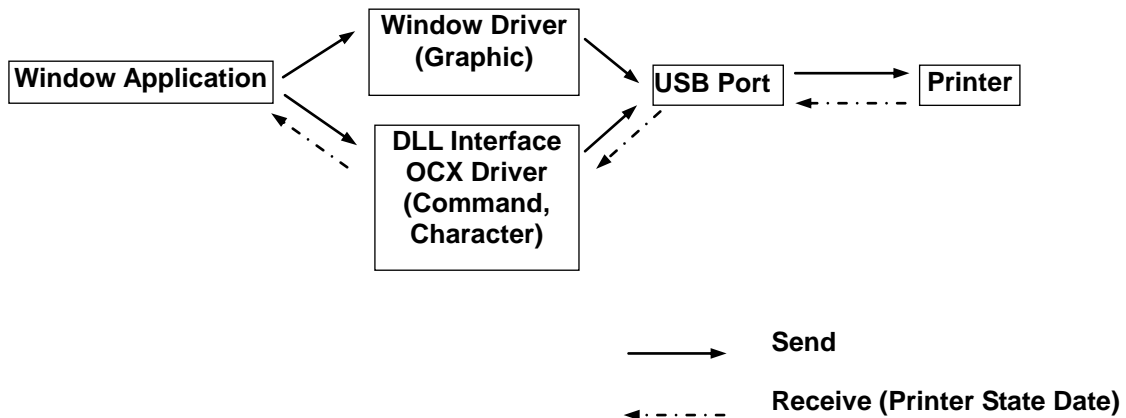 Window Driver
(Graphic)
Window Application
USB Port
Printer
DLL Interface
OCX Driver
(Command,
Character)
Send
Receive (Printer State Date)